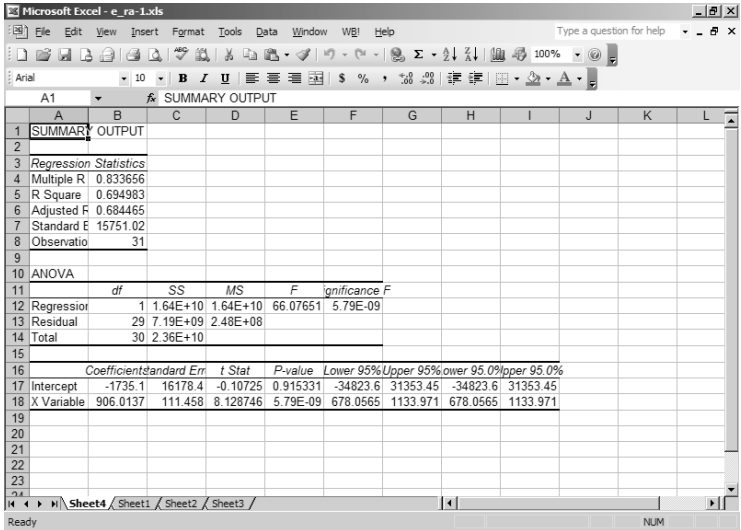 Microsoft Excel - e_ra-1.xls
File Edit View Insert Format Tools Data Window WB! Help Type a question for help
100%
Arial 10 B I U $ % ,
A1 fx SUMMARY OUTPUT
A B C D E F G H I J K L
1 SUMMARY OUTPUT
2
3 Regression Statistics
4 Multiple R 0.833656
5 R Square 0.694983
6 Adjusted R 0.684465
7 Standard E 15751.02
8 Observatio 31
9
10 ANOVA
11 df SS MS F ignificance F
12 Regression 1 1.64E+10 1.64E+10 66.07651 5.79E-09
13 Residual 29 7.19E+09 2.48E+08
14 Total 30 2.36E+10
15
16 Coefficients tandard Err t Stat P-value Lower 95% Upper 95% ower 95.0% pper 95.0%
17 Intercept -1735.1 16178.4 -0.10725 0.915331 -34823.6 31353.45 -34823.6 31353.45
18 X Variable 906.0137 111.458 8.128746 5.79E-09 678.0565 1133.971 678.0565 1133.971
19
20
21
22
23
Sheet4 Sheet1 Sheet2 Sheet3
Ready NUM